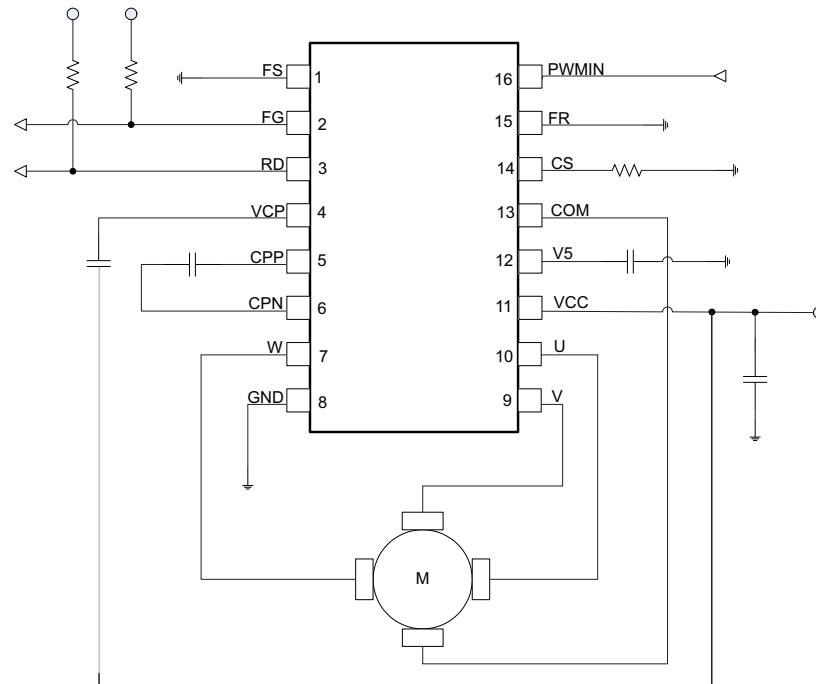 FS 1 16 PWMIN
FG 2 15 FR
RD 3 14 CS
VCP 4 13 COM
CPP 5 12 V5
CPN 6 11 VCC
W 7 10 U
GND 8 9 V
M